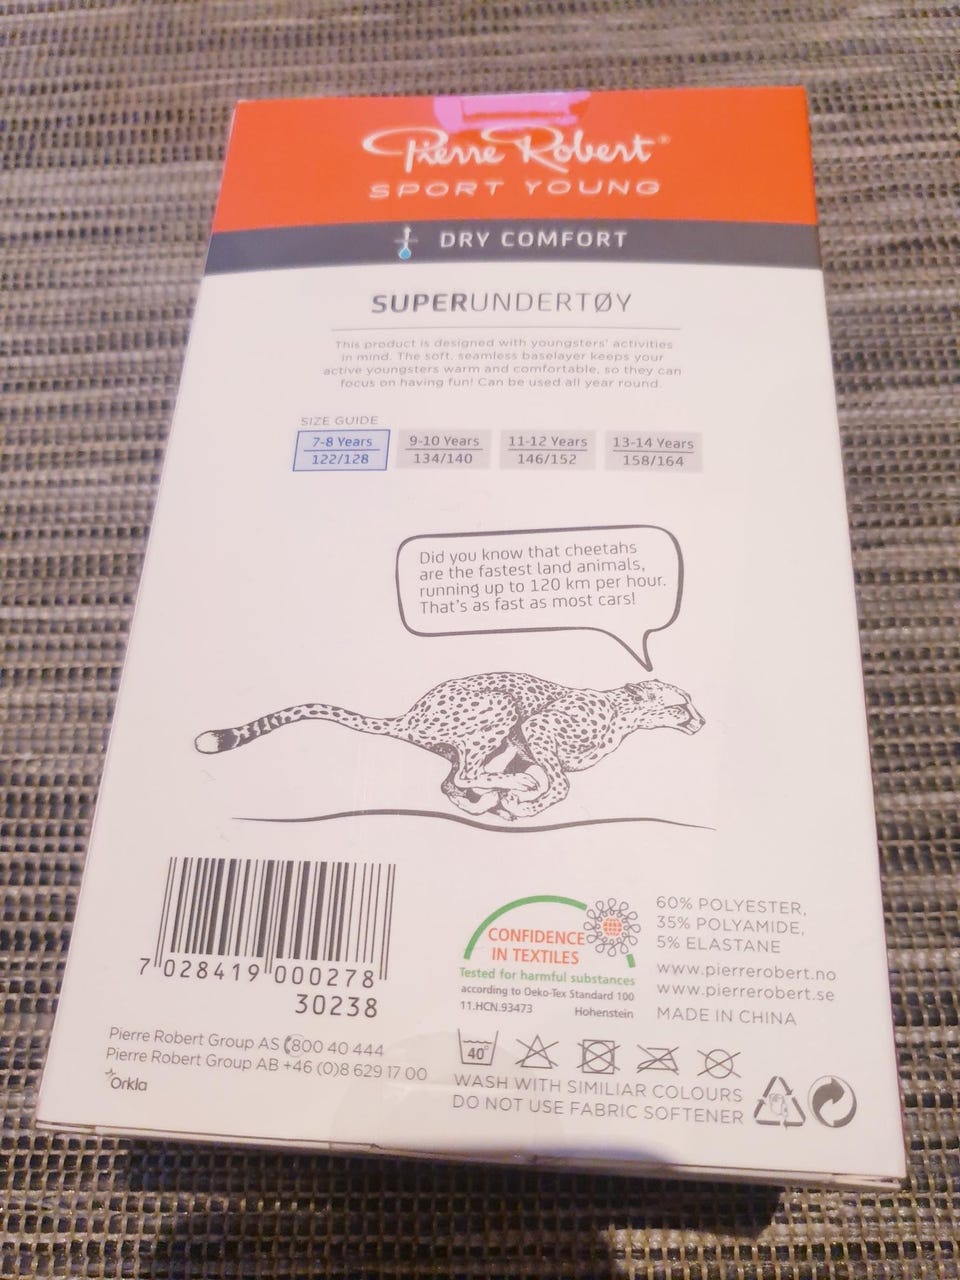 Pierre Robert®
SPORT YOUNG
DRY COMFORT
SUPERUNDERTØY
This product is designed with youngsters' activities
in mind. The soft, seamless baselayer keeps your
active youngsters warm and comfortable, so they can
focus on having fun! Can be used all year round.
SIZE GUIDE
7-8 Years 9-10 Years 11-12 Years 13-14 Years
122/128 134/140 146/152 158/164
Did you know that cheetahs
are the fastest land animals,
running up to 120 km per hour.
That's as fast as most cars!
7 028419 000278
30238
Pierre Robert Group AS 800 40 444
Pierre Robert Group AB +46 (0)8 629 17 00
Orkla
CONFIDENCE
IN TEXTILES
Tested for harmful substances
according to Oeko-Tex Standard 100
11.HCN.93473 Hohenstein
60% POLYESTER,
35% POLYAMIDE,
5% ELASTANE
www.pierrerobert.no
www.pierrerobert.se
MADE IN CHINA
40°
WASH WITH SIMILIAR COLOURS
DO NOT USE FABRIC SOFTENER